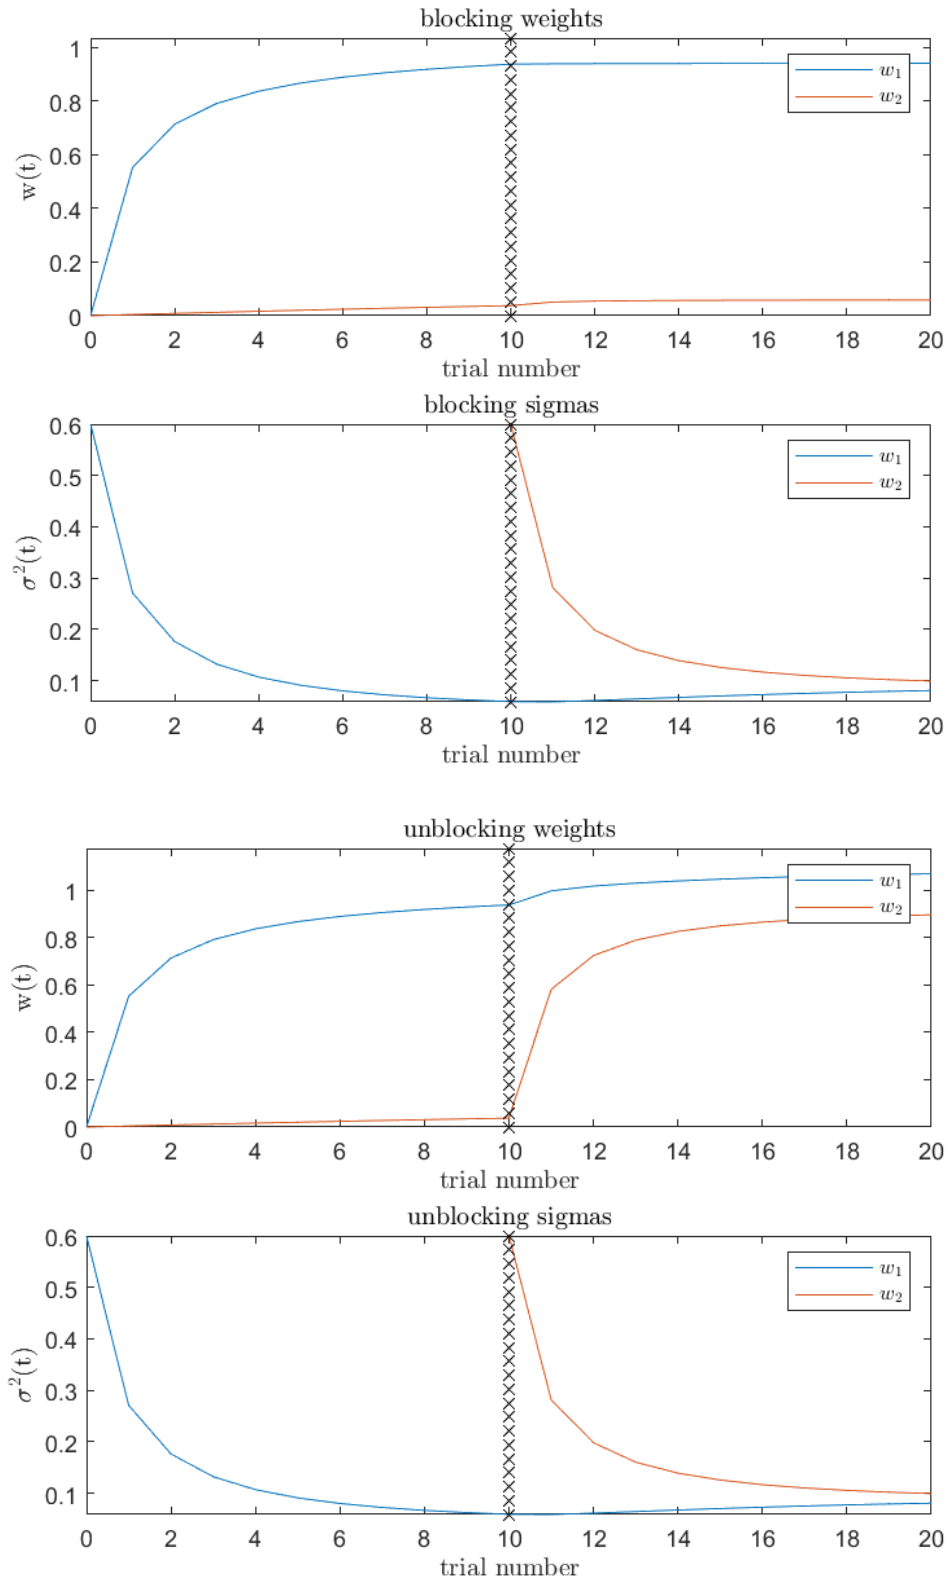 blocking weights
1
0.8
0.6
0.4
0.2
0
w(t)
w₁
w₂
0 2 4 6 8 10 12 14 16 18 20
trial number
blocking sigmas
0.6
0.5
0.4
0.3
0.2
0.1
σ²(t)
w₁
w₂
0 2 4 6 8 10 12 14 16 18 20
trial number
unblocking weights
1
0.8
0.6
0.4
0.2
0
w(t)
w₁
w₂
0 2 4 6 8 10 12 14 16 18 20
trial number
unblocking sigmas
0.6
0.5
0.4
0.3
0.2
0.1
σ²(t)
w₁
w₂
0 2 4 6 8 10 12 14 16 18 20
trial number